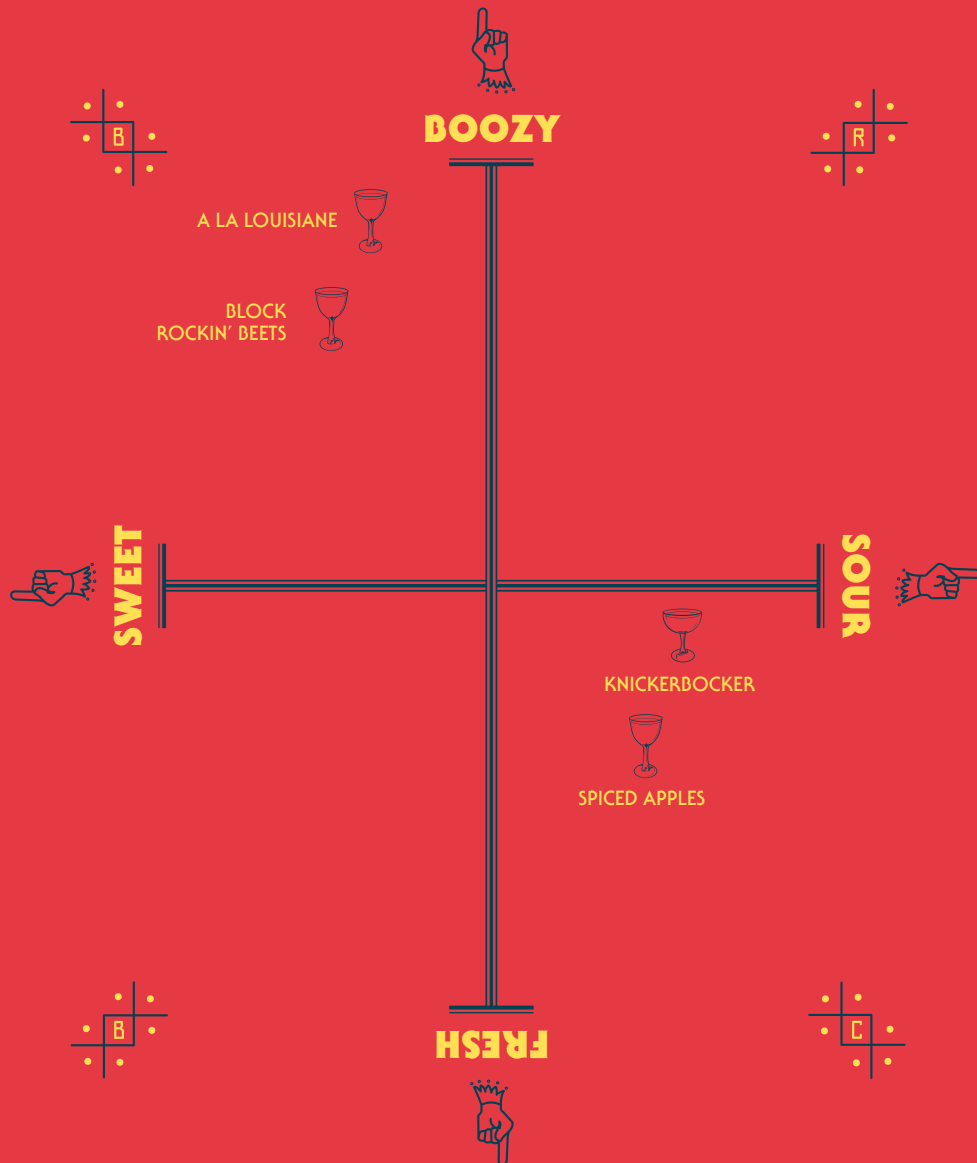 B
R
BOOZY
A LA LOUISIANE
BLOCK
ROCKIN' BEETS
SWEET
SOUR
KNICKERBOCKER
SPICED APPLES
B
C
FRESH